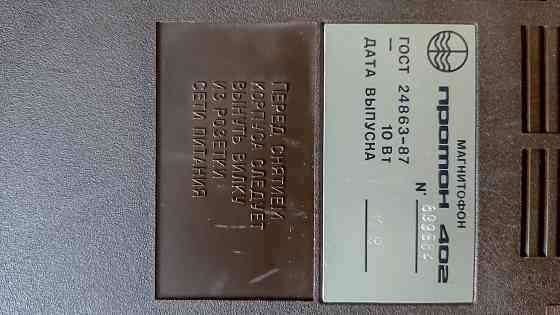 МАГНИТОФОН
ПРОТОН 402
ГОСТ 24863-87 №
— 10 Вт
ДАТА ВЫПУСКА
ПЕРЕД СНЯТИЕМ
КОРПУСА СЛЕДУЕТ
ВЫНУТЬ ВИЛКУ
ИЗ РОЗЕТКИ
СЕТИ ПИТАНИЯ